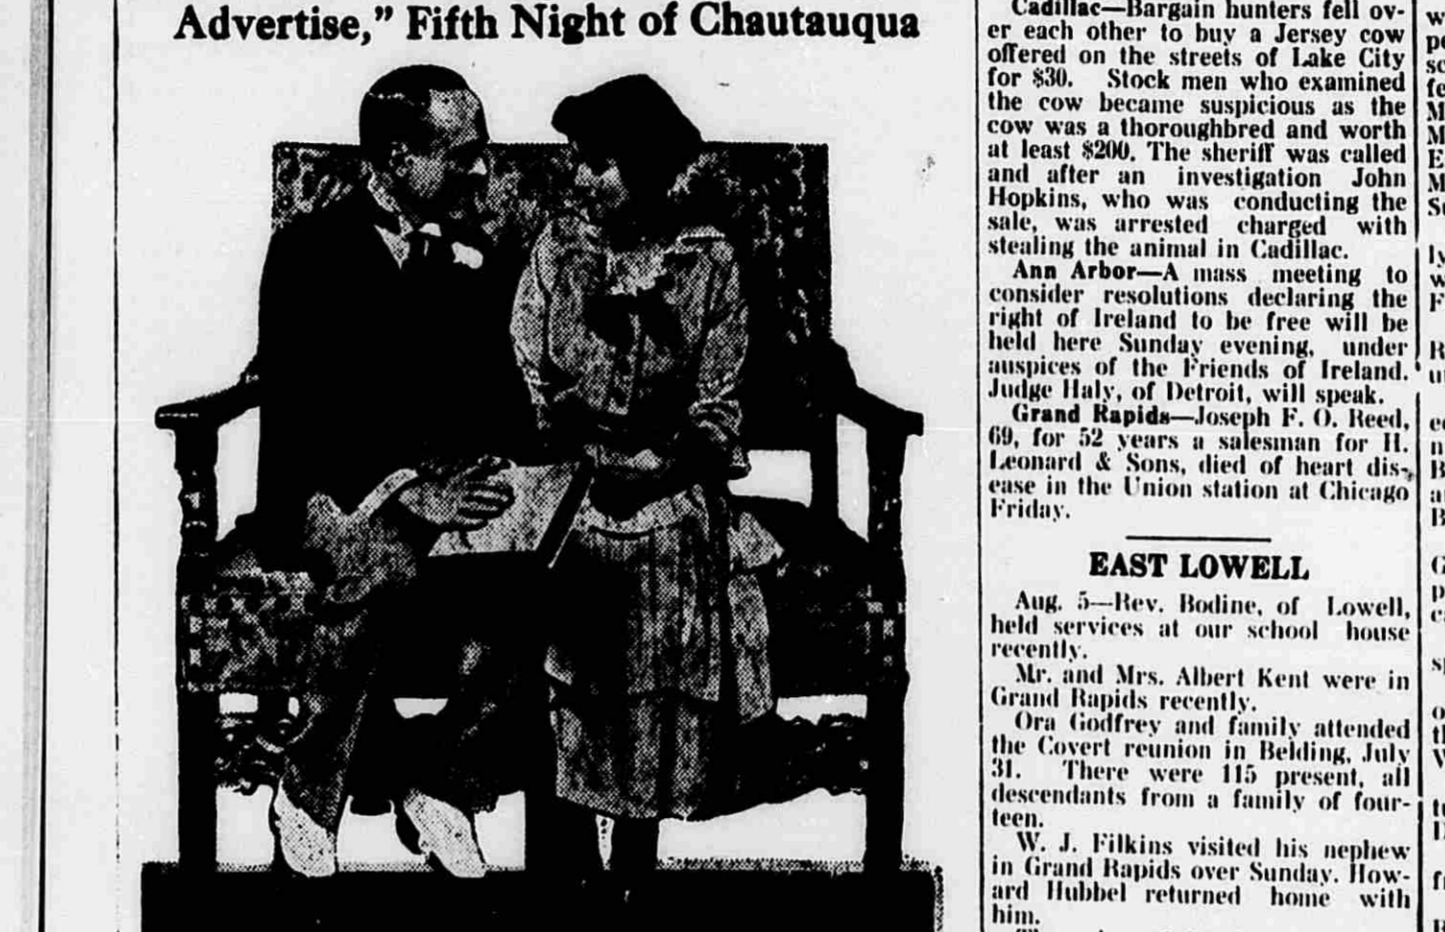 Advertise,” Fifth Night of Chautauqua
Cadillac—Bargain hunters fell ov-
er each other to buy a Jersey cow
offered on the streets of Lake City
for $30. Stock men who examined
the cow became suspicious as the
cow was a thoroughbred and worth
at least $200. The sheriff was called
and after an investigation John
Hopkins, who was conducting the
sale, was arrested charged with
stealing the animal in Cadillac.
Ann Arbor—A mass meeting to
consider resolutions declaring the
right of Ireland to be free will be
held here Sunday evening, under
auspices of the Friends of Ireland.
Judge Haly, of Detroit, will speak.
Grand Rapids—Joseph F. O. Reed,
69, for 52 years a salesman for H.
Leonard & Sons, died of heart dis-
ease in the Union station at Chicago
Friday.
EAST LOWELL
Aug. 5—Rev. Bodine, of Lowell,
held services at our school house
recently.
Mr. and Mrs. Albert Kent were in
Grand Rapids recently.
Ora Godfrey and family attended
the Covert reunion in Belding, July
31. There were 115 present, all
descendants from a family of four-
teen.
W. J. Filkins visited his nephew
in Grand Rapids over Sunday. How-
ard Hubbel returned home with
him.